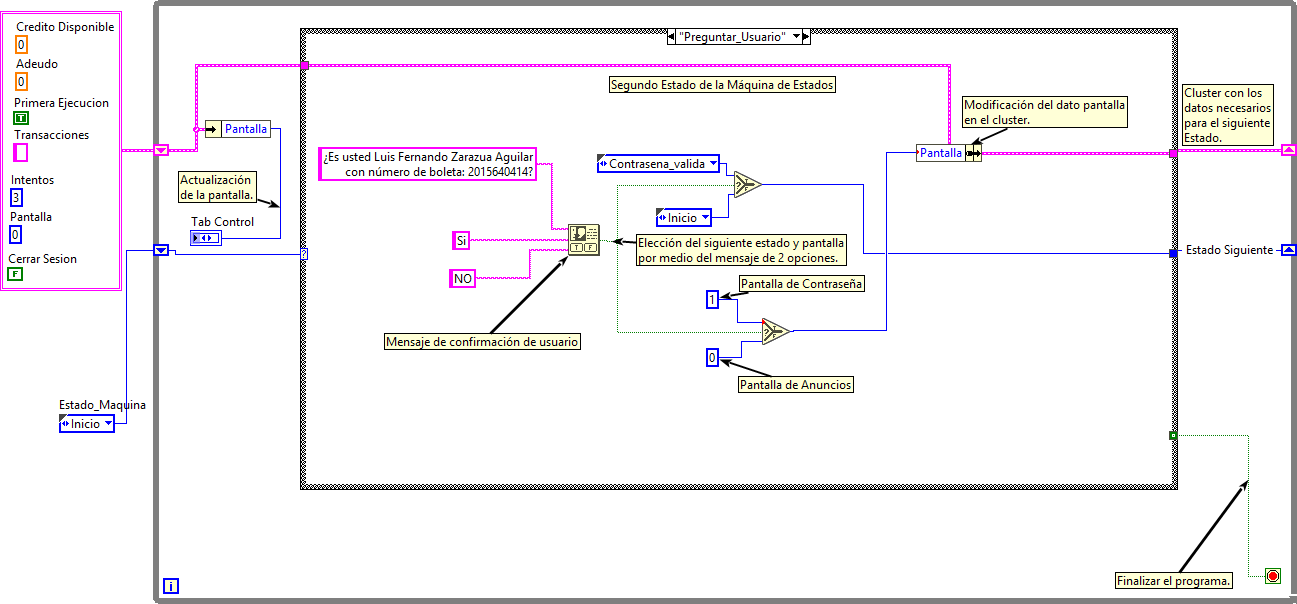 Credito Disponible
0
Adeudo
0
Primera Ejecucion
T
Transacciones
Intentos
3
Pantalla
0
Cerrar Sesion
F
Estado_Maquina
Inicio
Pantalla
Actualización
de la pantalla.
Tab Control
"Preguntar_Usuario"
Segundo Estado de la Máquina de Estados
¿Es usted Luis Fernando Zarazua Aguilar
con número de boleta: 2015640414?
Si
NO
T F
Mensaje de confirmación de usuario
Contrasena_valida
Inicio
? T F
Elección del siguiente estado y pantalla
por medio del mensaje de 2 opciones.
Pantalla de Contraseña
1
? T F
0
Pantalla de Anuncios
Modificación del dato pantalla
en el cluster.
Pantalla
?
Cluster con los
datos necesarios
para el siguiente
Estado.
Estado Siguiente
Finalizar el programa.
i